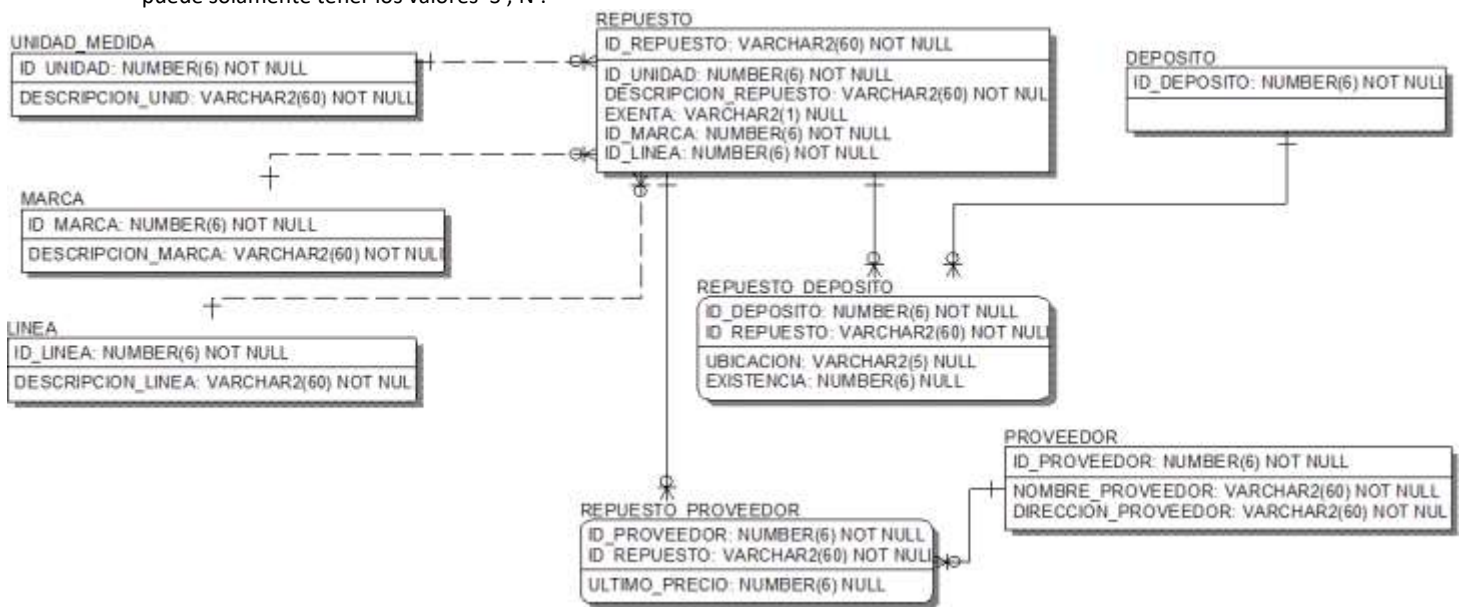 puede solamente tener los valores 'S', 'N'.
UNIDAD_MEDIDA
ID_UNIDAD: NUMBER(6) NOT NULL
DESCRIPCION_UNID: VARCHAR2(60) NOT NULL
REPUESTO
ID_REPUESTO: VARCHAR2(60) NOT NULL
ID_UNIDAD: NUMBER(6) NOT NULL
DESCRIPCION_REPUESTO: VARCHAR2(60) NOT NUL
EXENTA: VARCHAR2(1) NULL
ID_MARCA: NUMBER(6) NOT NULL
ID_LINEA: NUMBER(6) NOT NULL
DEPOSITO
ID_DEPOSITO: NUMBER(6) NOT NULL
MARCA
ID_MARCA: NUMBER(6) NOT NULL
DESCRIPCION_MARCA: VARCHAR2(60) NOT NULL
LINEA
ID_LINEA: NUMBER(6) NOT NULL
DESCRIPCION_LINEA: VARCHAR2(60) NOT NUL
REPUESTO_DEPOSITO
ID_DEPOSITO: NUMBER(6) NOT NULL
ID_REPUESTO: VARCHAR2(60) NOT NULL
UBICACION: VARCHAR2(5) NULL
EXISTENCIA: NUMBER(6) NULL
PROVEEDOR
ID_PROVEEDOR: NUMBER(6) NOT NULL
NOMBRE_PROVEEDOR: VARCHAR2(60) NOT NULL
DIRECCION_PROVEEDOR: VARCHAR2(60) NOT NUL
REPUESTO_PROVEEDOR
ID_PROVEEDOR: NUMBER(6) NOT NULL
ID_REPUESTO: VARCHAR2(60) NOT NULL
ULTIMO_PRECIO: NUMBER(6) NULL